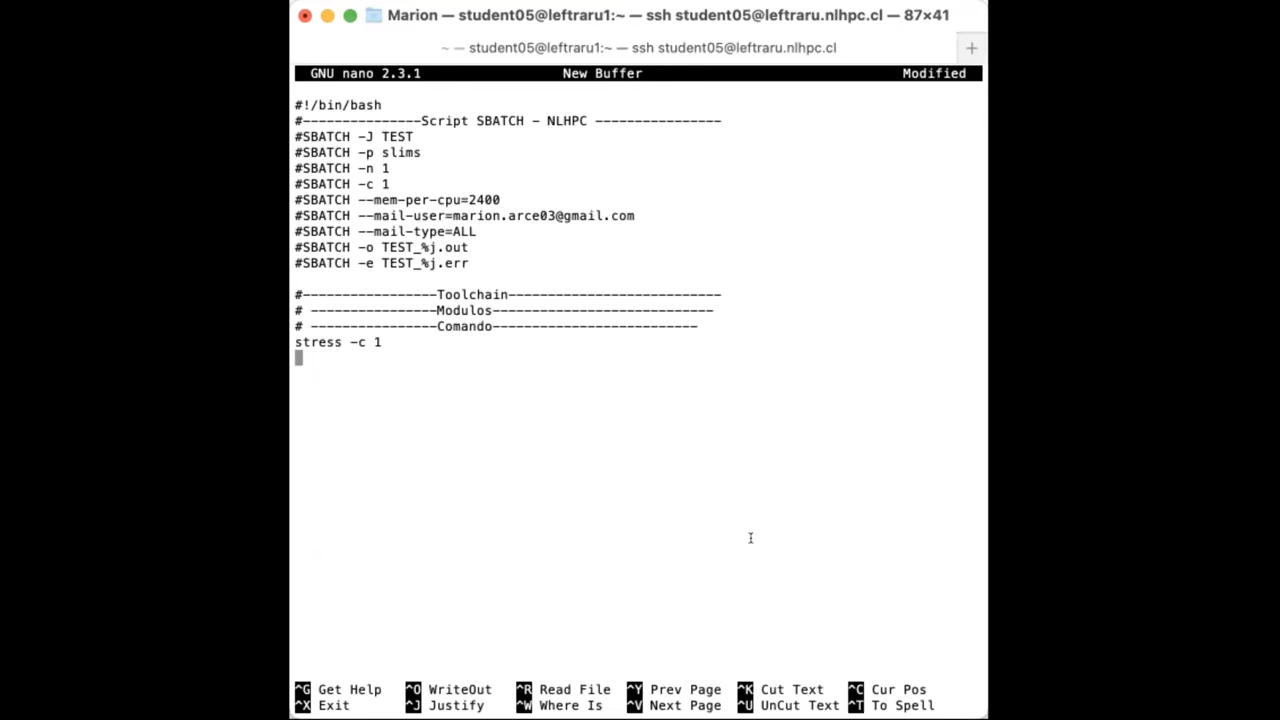 Marion — student05@leftraru1:~ — ssh student05@leftraru.nlhpc.cl — 87×41
~ — student05@leftraru1:~ — ssh student05@leftraru.nlhpc.cl +
GNU nano 2.3.1 New Buffer Modified
#!/bin/bash
#---------------Script SBATCH - NLHPC ----------------
#SBATCH -J TEST
#SBATCH -p slims
#SBATCH -n 1
#SBATCH -c 1
#SBATCH --mem-per-cpu=2400
#SBATCH --mail-user=marion.arce03@gmail.com
#SBATCH --mail-type=ALL
#SBATCH -o TEST_%j.out
#SBATCH -e TEST_%j.err
#-----------------Toolchain---------------------------
# ----------------Modulos----------------------------
# ----------------Comando--------------------------
stress -c 1
^G Get Help ^O WriteOut ^R Read File ^Y Prev Page ^K Cut Text ^C Cur Pos
^X Exit ^J Justify ^W Where Is ^V Next Page ^U UnCut Text ^T To Spell